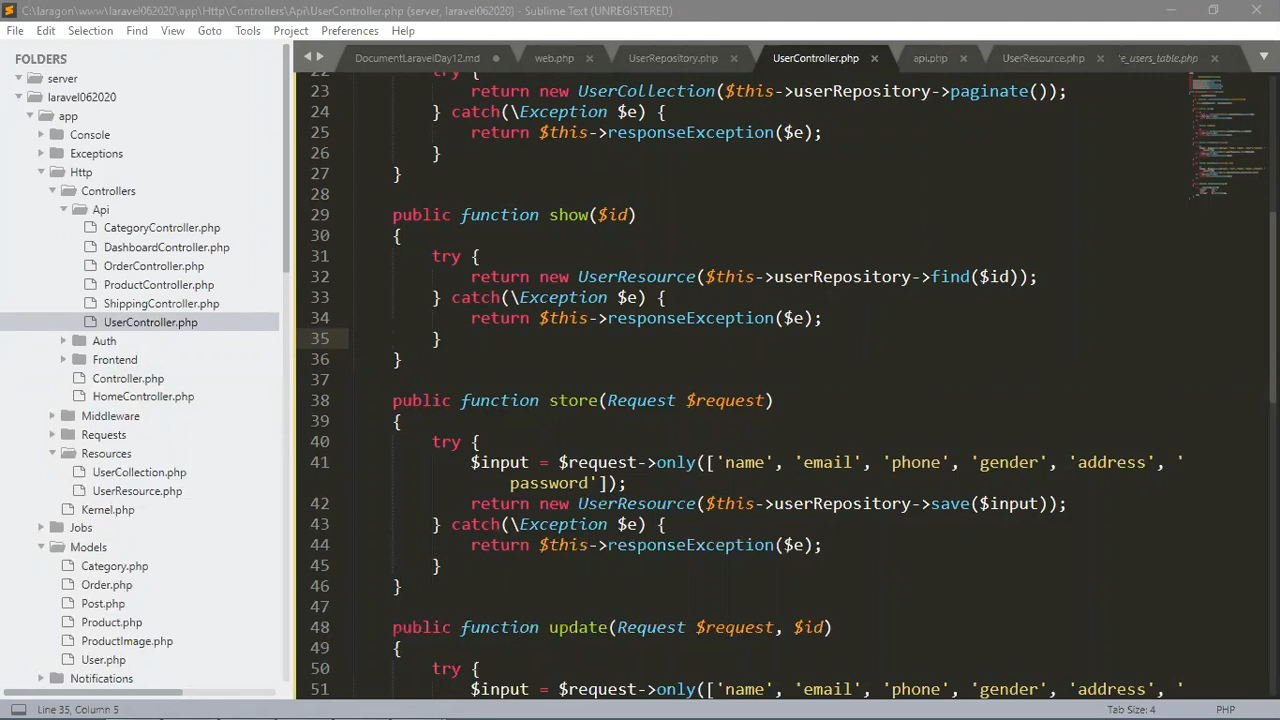 C:\laragon\www\laravel062020\app\Http\Controllers\Api\UserController.php (server, laravel062020) - Sublime Text (UNREGISTERED)
File Edit Selection Find View Goto Tools Project Preferences Help
FOLDERS
server
laravel062020
app
Console
Exceptions
Http
Controllers
Api
CategoryController.php
DashboardController.php
OrderController.php
ProductController.php
ShippingController.php
UserController.php
Auth
Frontend
Controller.php
HomeController.php
Middleware
Requests
Resources
UserCollection.php
UserResource.php
Kernel.php
Jobs
Models
Category.php
Order.php
Post.php
Product.php
ProductImage.php
User.php
Notifications
DocumentLaravelDay12.md web.php UserRepository.php UserController.php api.php UserResource.php 'e_users_table.php
22 try {
23 return new UserCollection($this->userRepository->paginate());
24 } catch(\Exception $e) {
25 return $this->responseException($e);
26 }
27 }
28
29 public function show($id)
30 {
31 try {
32 return new UserResource($this->userRepository->find($id));
33 } catch(\Exception $e) {
34 return $this->responseException($e);
35 }
36 }
37
38 public function store(Request $request)
39 {
40 try {
41 $input = $request->only(['name', 'email', 'phone', 'gender', 'address', '
password']);
42 return new UserResource($this->userRepository->save($input));
43 } catch(\Exception $e) {
44 return $this->responseException($e);
45 }
46 }
47
48 public function update(Request $request, $id)
49 {
50 try {
51 $input = $request->only(['name', 'email', 'phone', 'gender', 'address', '
Line 35, Column 5 Tab Size: 4 PHP